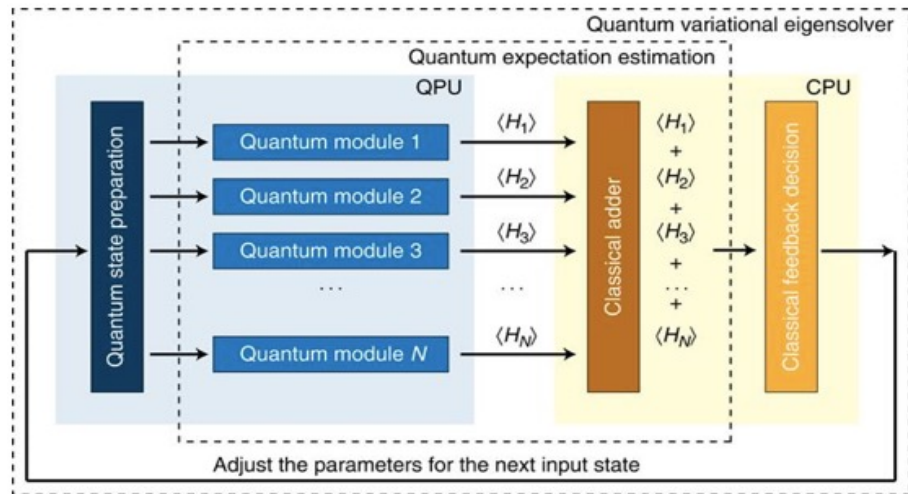 Quantum variational eigensolver
Quantum expectation estimation
QPU
CPU
Quantum state preparation
Quantum module 1
Quantum module 2
Quantum module 3
...
Quantum module N
⟨H₁⟩
⟨H₂⟩
⟨H₃⟩
...
⟨H_N⟩
Classical adder
⟨H₁⟩
+
⟨H₂⟩
+
⟨H₃⟩
+
...
+
⟨H_N⟩
Classical feedback decision
Adjust the parameters for the next input state